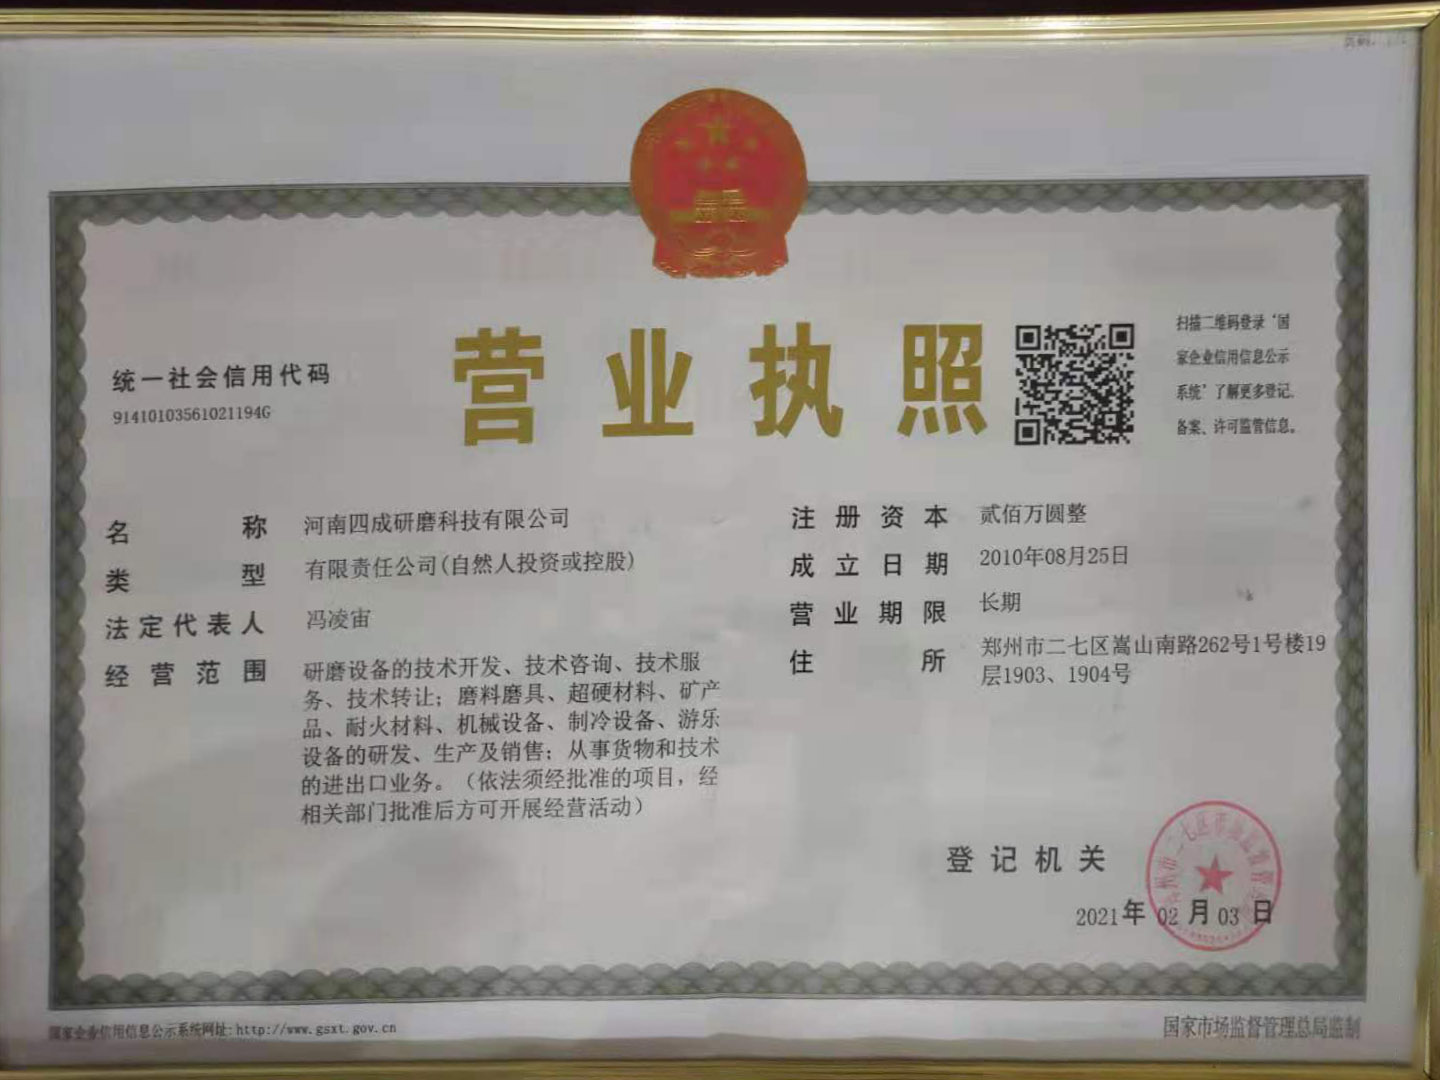 营业执照
统一社会信用代码
91410103561021194G
扫描二维码登录‘国
家企业信用信息公示
系统’了解更多登记、
备案、许可监管信息。
名称 河南四成研磨科技有限公司
类型 有限责任公司(自然人投资或控股)
法定代表人 冯凌宙
经营范围 研磨设备的技术开发、技术咨询、技术服
务、技术转让；磨料磨具、超硬材料、矿产
品、耐火材料、机械设备、制冷设备、游乐
设备的研发、生产及销售；从事货物和技术
的进出口业务。（依法须经批准的项目，经
相关部门批准后方可开展经营活动）
注册资本 贰佰万圆整
成立日期 2010年08月25日
营业期限 长期
住所 郑州市二七区嵩山南路262号1号楼19
层1903、1904号
登记机关
2021年02月03日
国家企业信用信息公示系统网址:http://www.gsxt.gov.cn
国家市场监督管理总局监制